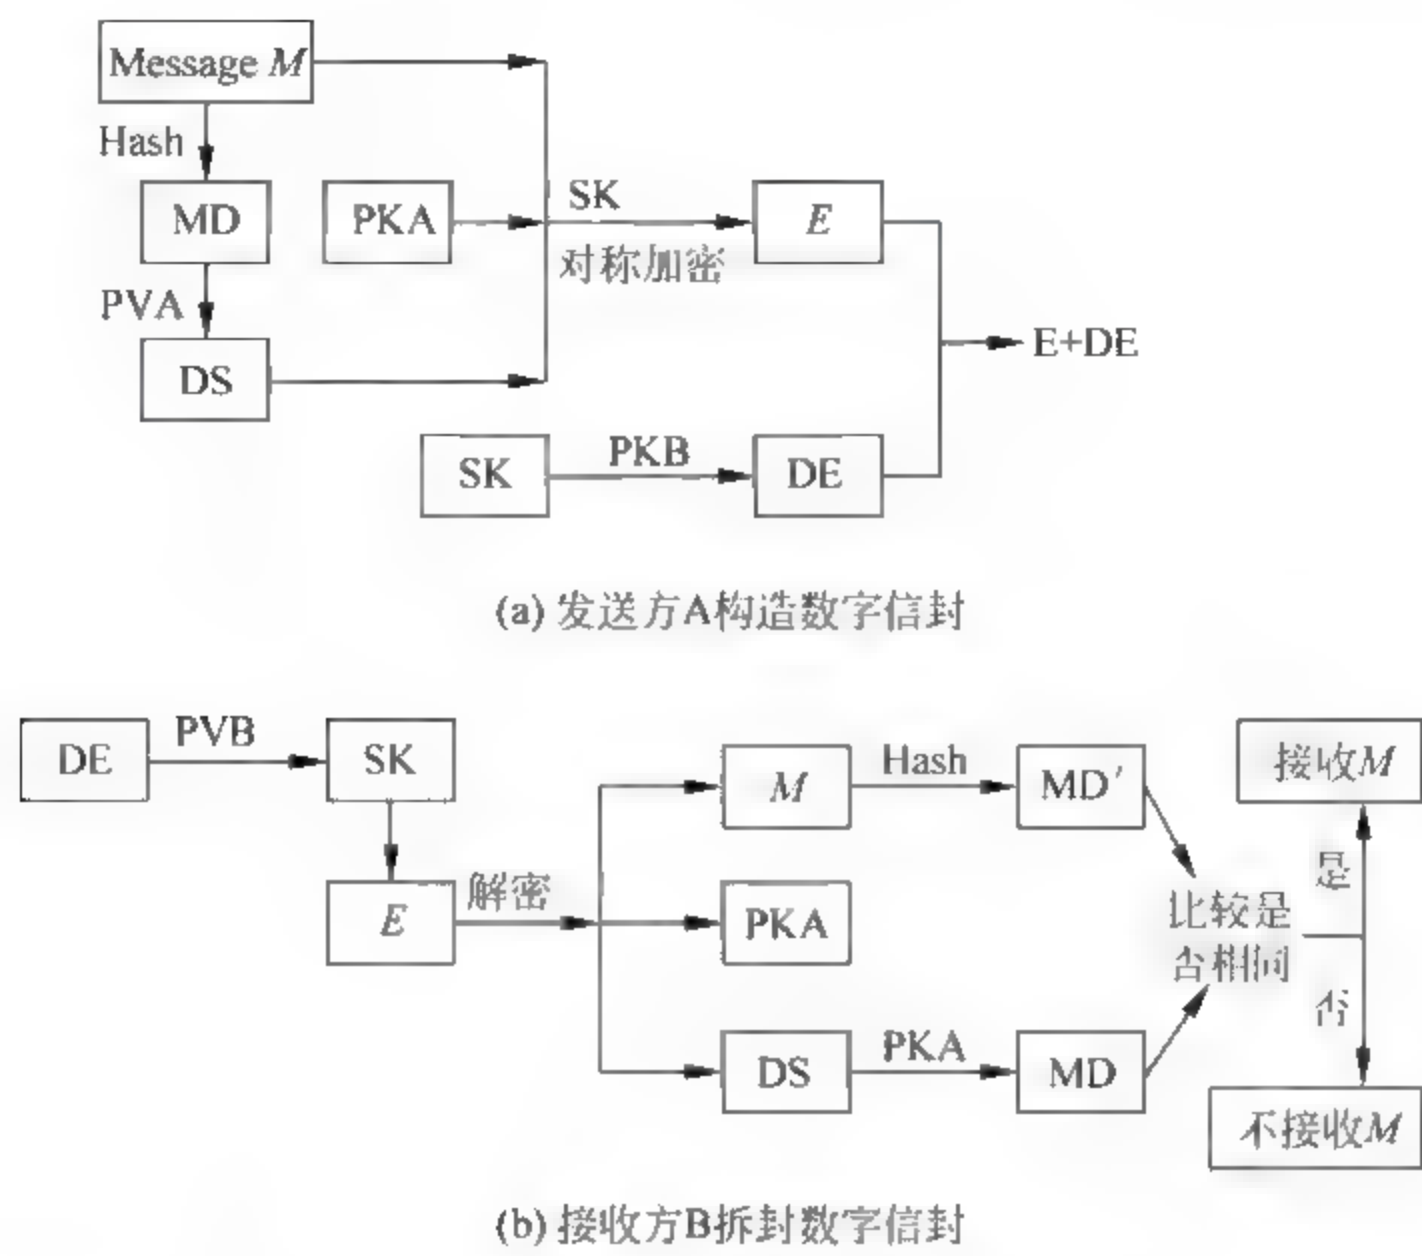 Message M
Hash
MD
PKA
SK
E
对称加密
PVA
DS
E+DE
SK
PKB
DE
(a) 发送方A构造数字信封
DE
PVB
SK
M
Hash
MD′
接收M
是
E
解密
PKA
比较是
否相同
否
DS
PKA
MD
不接收M
(b) 接收方B拆封数字信封